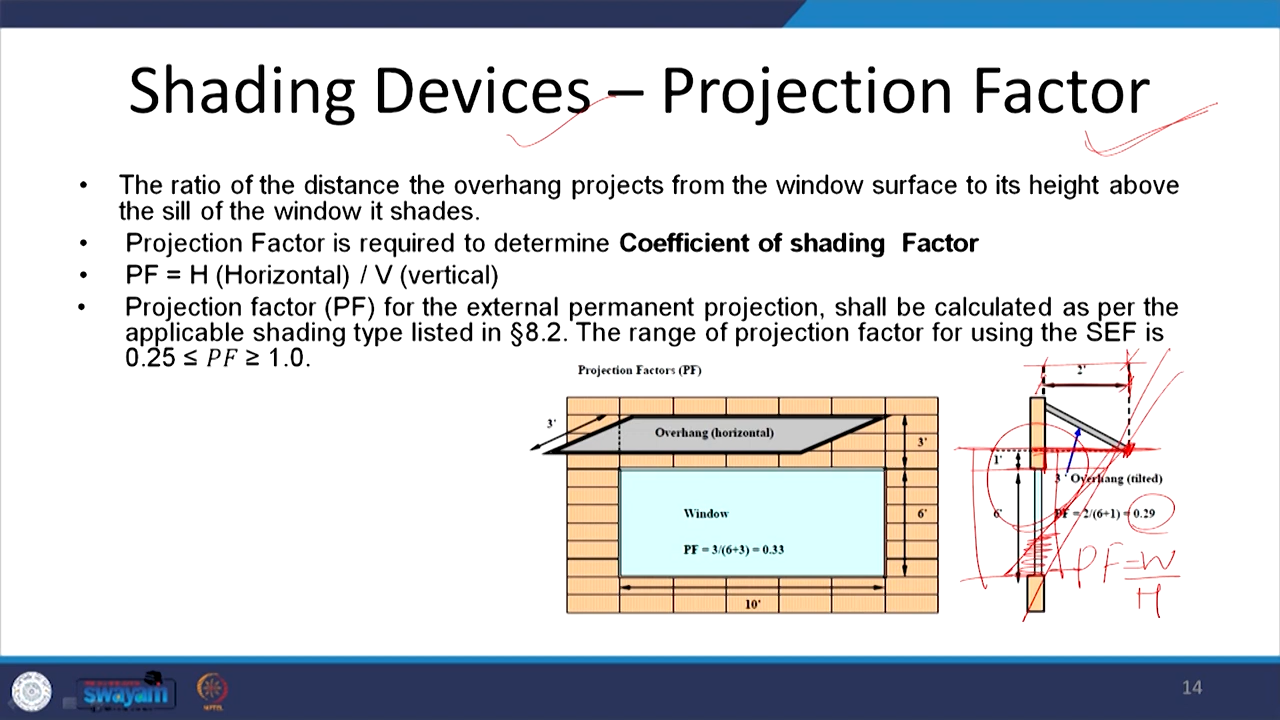 Shading Devices – Projection Factor
• The ratio of the distance the overhang projects from the window surface to its height above
the sill of the window it shades.
• Projection Factor is required to determine Coefficient of shading Factor
• PF = H (Horizontal) / V (vertical)
• Projection factor (PF) for the external permanent projection, shall be calculated as per the
applicable shading type listed in §8.2. The range of projection factor for using the SEF is
0.25 ≤ PF ≥ 1.0.
Projection Factors (PF)
3'
Overhang (horizontal)
3'
Window
6'
PF = 3/(6+3) = 0.33
10'
2'
1'
3' Overhang (tilted)
6'
PF = 2/(6+1) = 0.29
PF = W
H
swayam
14